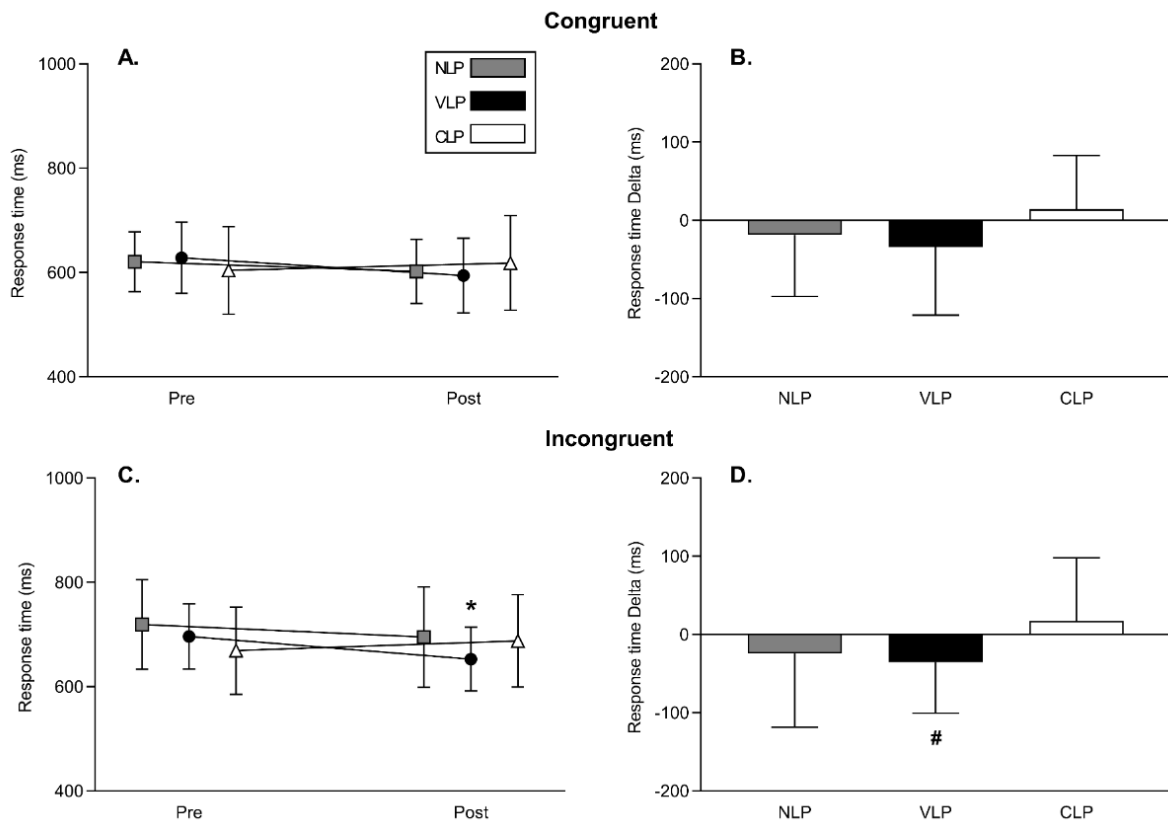 Congruent
A.
NLP
VLP
CLP
Response time (ms)
1000
800
600
400
Pre
Post
B.
Response time Delta (ms)
200
100
0
-100
-200
NLP
VLP
CLP
Incongruent
C.
Response time (ms)
1000
800
600
400
*
Pre
Post
D.
Response time Delta (ms)
200
100
0
-100
-200
#
NLP
VLP
CLP